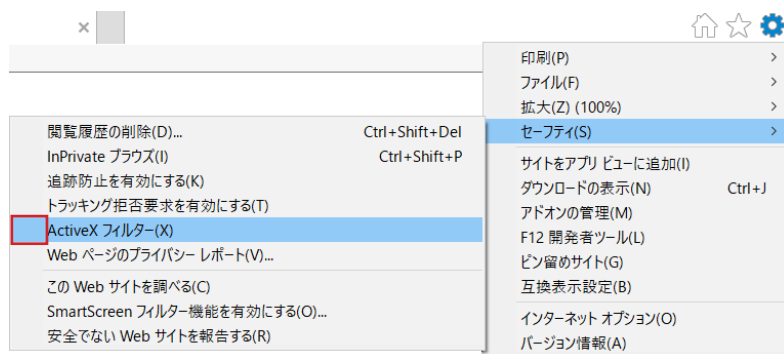 印刷(P)
ファイル(F)
拡大(Z) (100%)
セーフティ(S)
サイトをアプリ ビューに追加(I)
ダウンロードの表示(N) Ctrl+J
アドオンの管理(M)
F12 開発者ツール(L)
ピン留めサイト(G)
互換表示設定(B)
インターネット オプション(O)
バージョン情報(A)
閲覧履歴の削除(D)... Ctrl+Shift+Del
InPrivate ブラウズ(I) Ctrl+Shift+P
追跡防止を有効にする(K)
トラッキング拒否要求を有効にする(T)
ActiveX フィルター(X)
Web ページのプライバシー レポート(V)...
この Web サイトを調べる(C)
SmartScreen フィルター機能を有効にする(O)...
安全でない Web サイトを報告する(R)